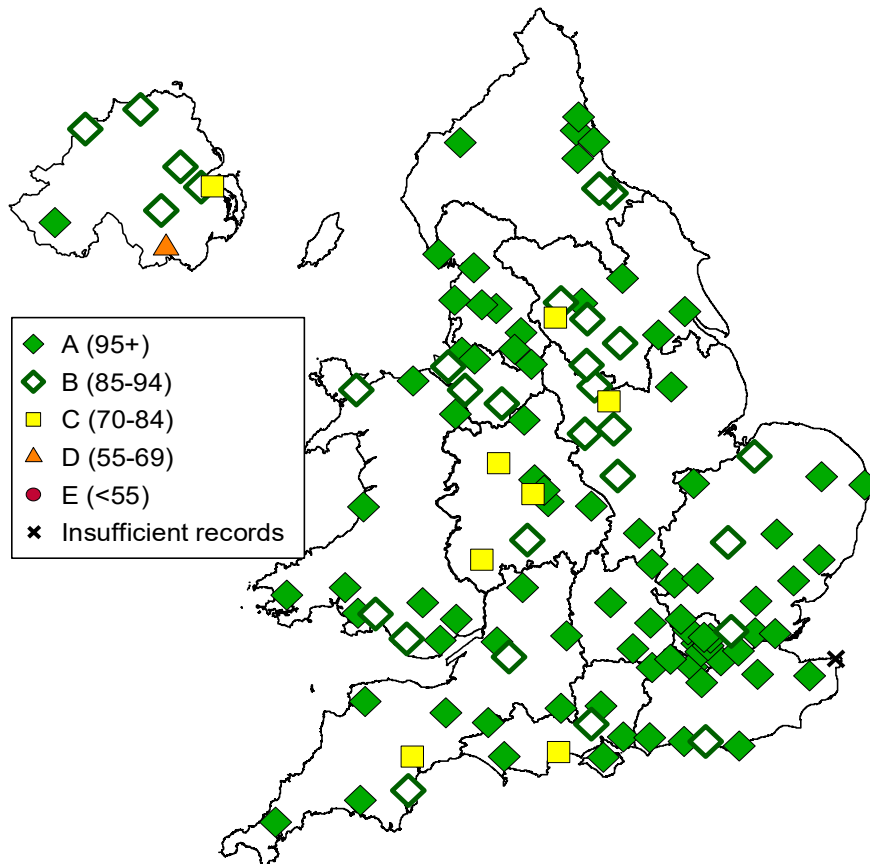 A (95+)
B (85-94)
C (70-84)
D (55-69)
E (<55)
Insufficient records